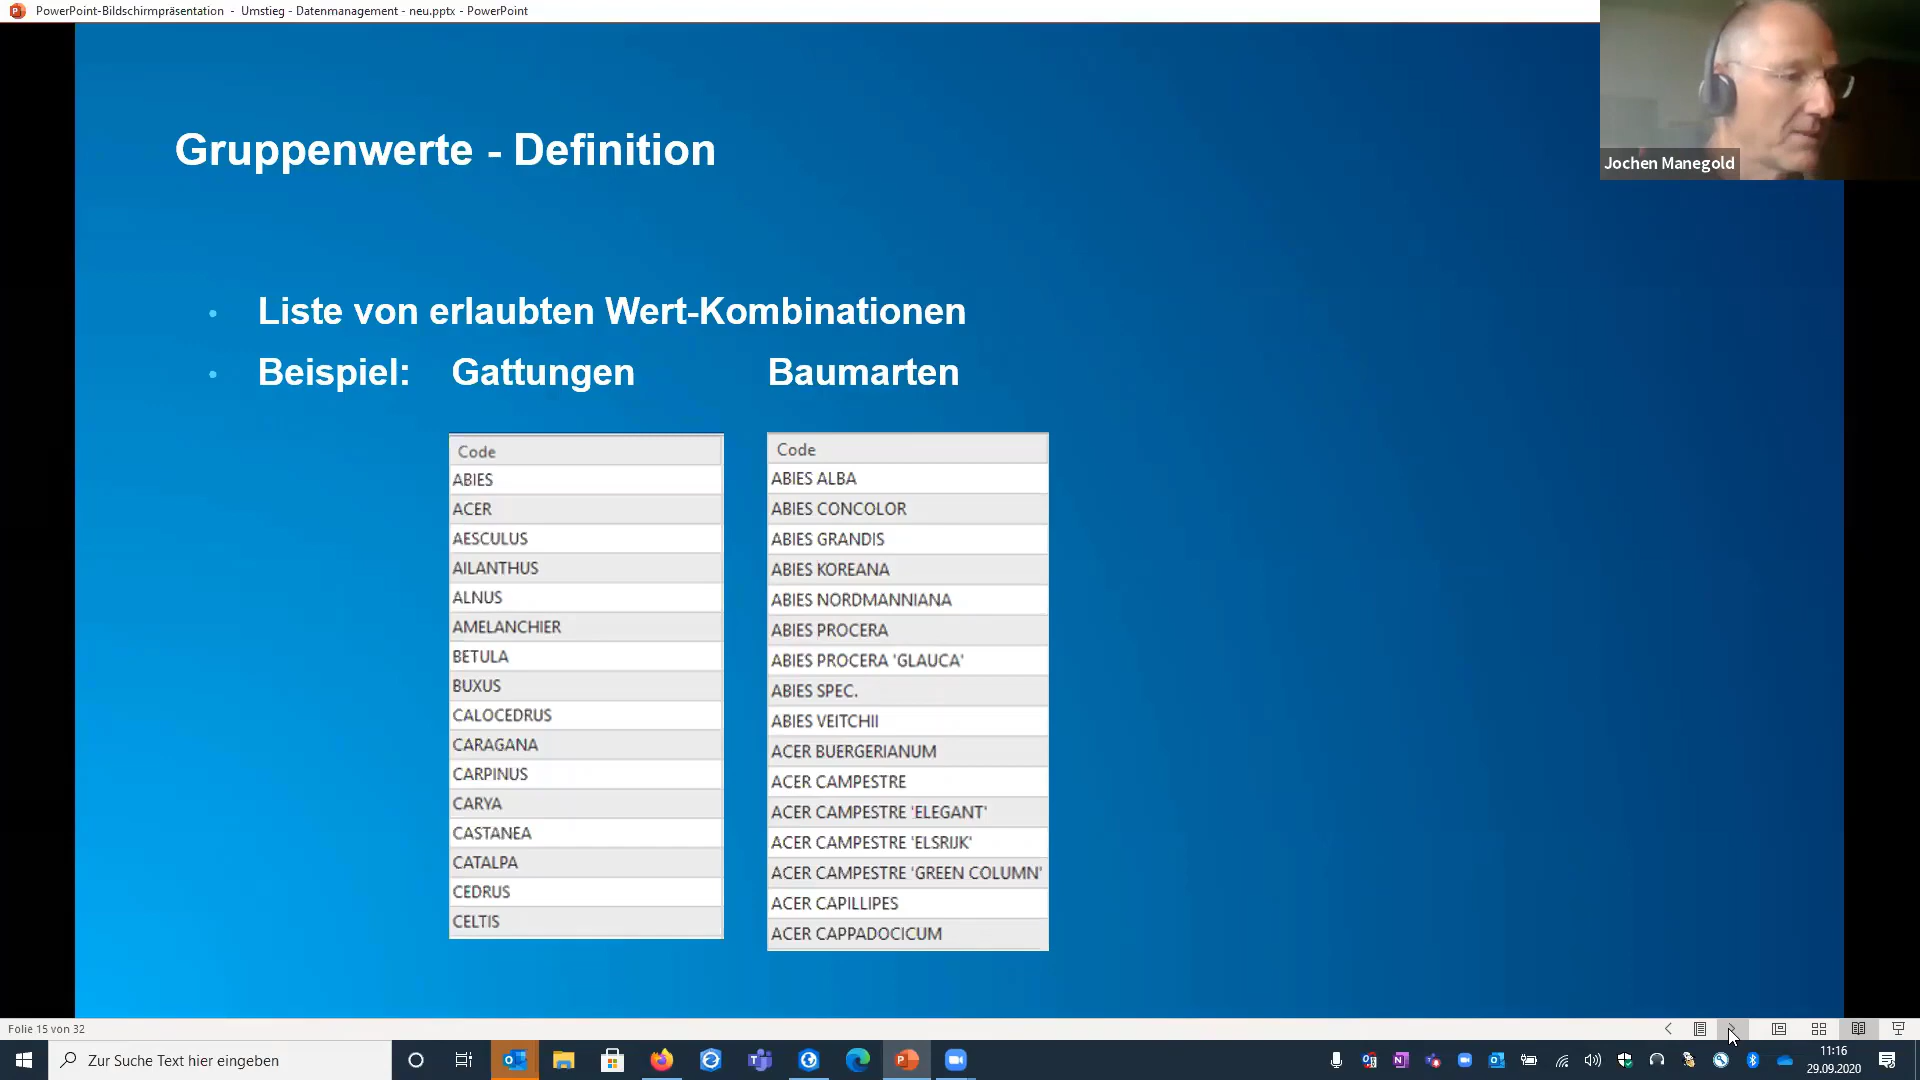 PowerPoint-Bildschirmpräsentation - Umstieg - Datenmanagement - neu.pptx - PowerPoint
Jochen Manegold
Gruppenwerte - Definition
• Liste von erlaubten Wert-Kombinationen
• Beispiel: Gattungen Baumarten
Code
ABIES
ACER
AESCULUS
AILANTHUS
ALNUS
AMELANCHIER
BETULA
BUXUS
CALOCEDRUS
CARAGANA
CARPINUS
CARYA
CASTANEA
CATALPA
CEDRUS
CELTIS
Code
ABIES ALBA
ABIES CONCOLOR
ABIES GRANDIS
ABIES KOREANA
ABIES NORDMANNIANA
ABIES PROCERA
ABIES PROCERA 'GLAUCA'
ABIES SPEC.
ABIES VEITCHII
ACER BUERGERIANUM
ACER CAMPESTRE
ACER CAMPESTRE 'ELEGANT'
ACER CAMPESTRE 'ELSRIJK'
ACER CAMPESTRE 'GREEN COLUMN'
ACER CAPILLIPES
ACER CAPPADOCICUM
Folie 15 von 32
Zur Suche Text hier eingeben
11:16
29.09.2020